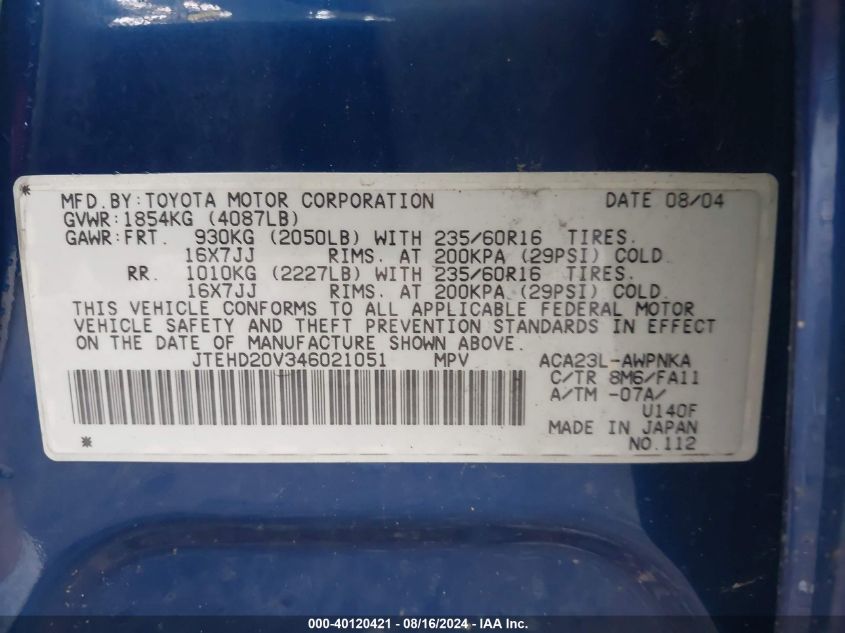 MFD.BY:TOYOTA MOTOR CORPORATION DATE 08/04
GVWR:1854KG (4087LB)
GAWR:FRT. 930KG (2050LB) WITH 235/60R16 TIRES.
16X7JJ RIMS. AT 200KPA (29PSI) COLD.
RR. 1010KG (2227LB) WITH 235/60R16 TIRES.
16X7JJ RIMS. AT 200KPA (29PSI) COLD.
THIS VEHICLE CONFORMS TO ALL APPLICABLE FEDERAL MOTOR
VEHICLE SAFETY AND THEFT PREVENTION STANDARDS IN EFFECT
ON THE DATE OF MANUFACTURE SHOWN ABOVE.
JTEHD20V346021051 MPV ACA23L-AWPNKA
C/TR 8M6/FA11
A/TM -07A/
U140F
MADE IN JAPAN
NO.112
000-40120421 - 08/16/2024 - IAA Inc.